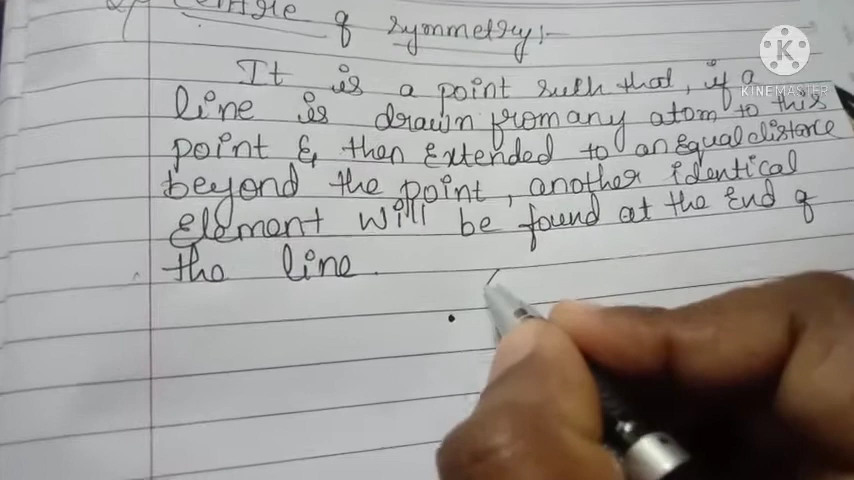 Centre of symmetry:-
It is a point such that, if a
line is drawn from any atom to this
point & then extended to an equal distance
beyond the point, another identical
element will be found at the end of
the line.
KINEMASTER